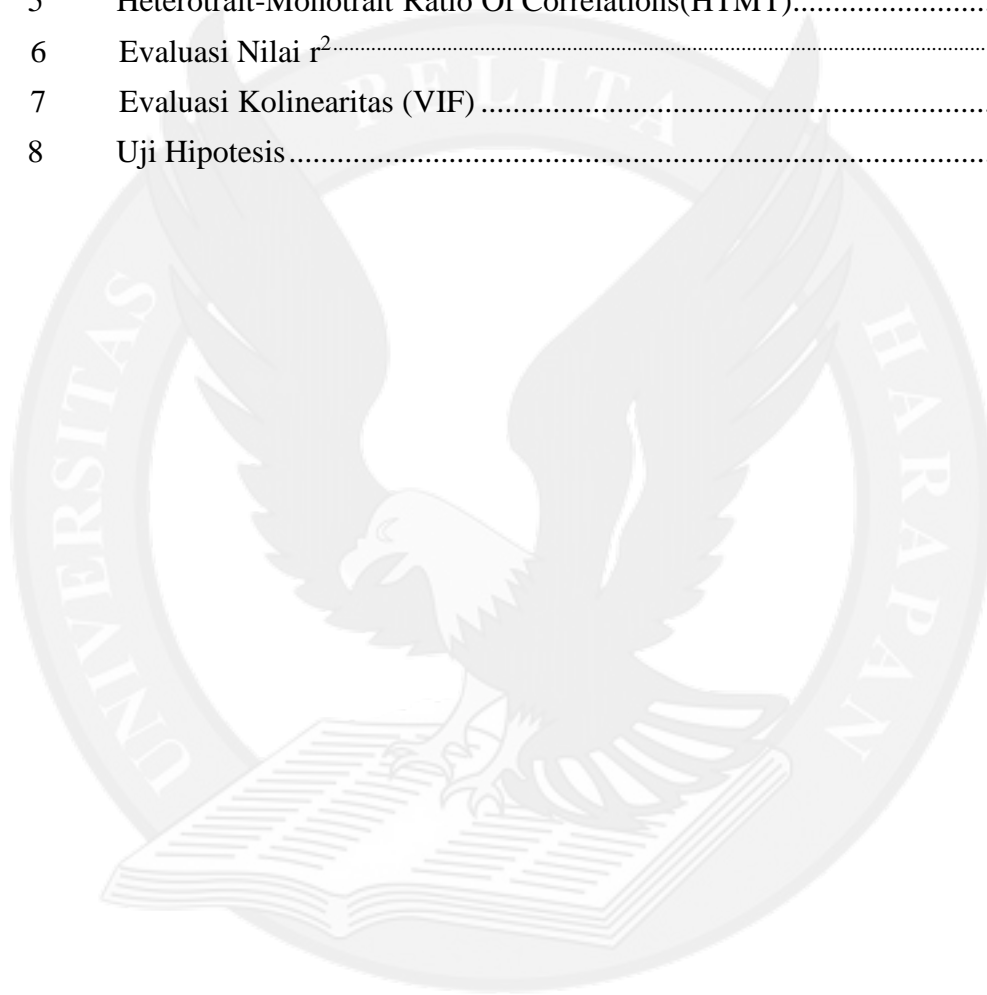 5 Heterotrait-Monotrait Ratio Of Correlations(HTMT)....................
6 Evaluasi Nilai r²....................
7 Evaluasi Kolinearitas (VIF) ....................
8 Uji Hipotesis ....................
UNIVERSITAS PELITA HARAPAN